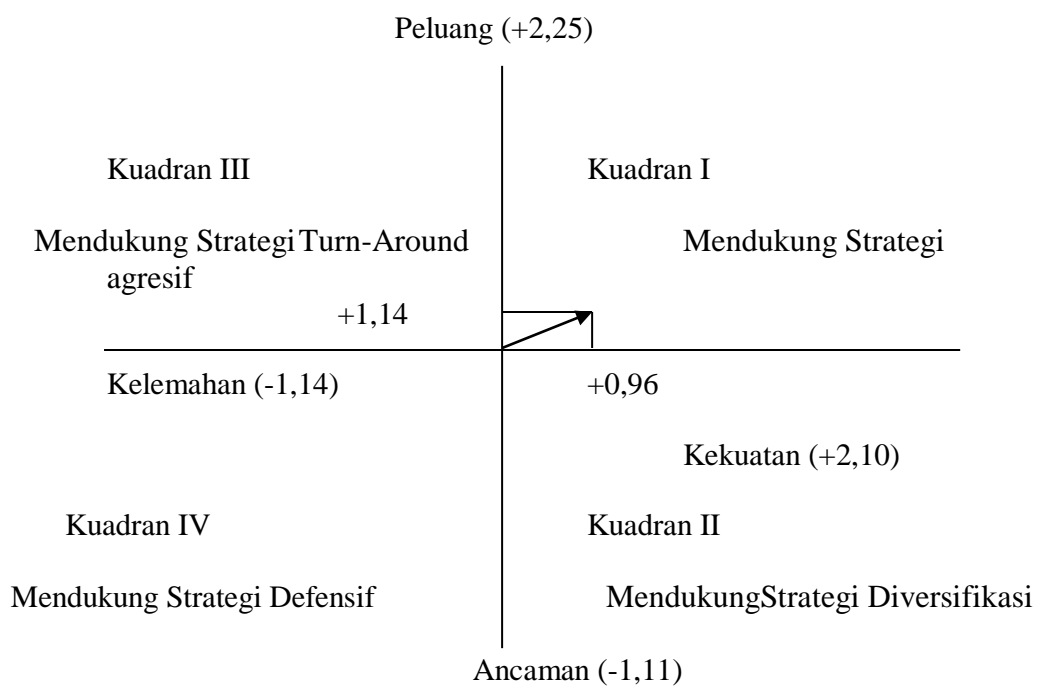 Peluang (+2,25)
Kuadran III Kuadran I
Mendukung Strategi Turn-Around Mendukung Strategi
agresif
+1,14
Kelemahan (-1,14) +0,96
Kekuatan (+2,10)
Kuadran IV Kuadran II
Mendukung Strategi Defensif MendukungStrategi Diversifikasi
Ancaman (-1,11)